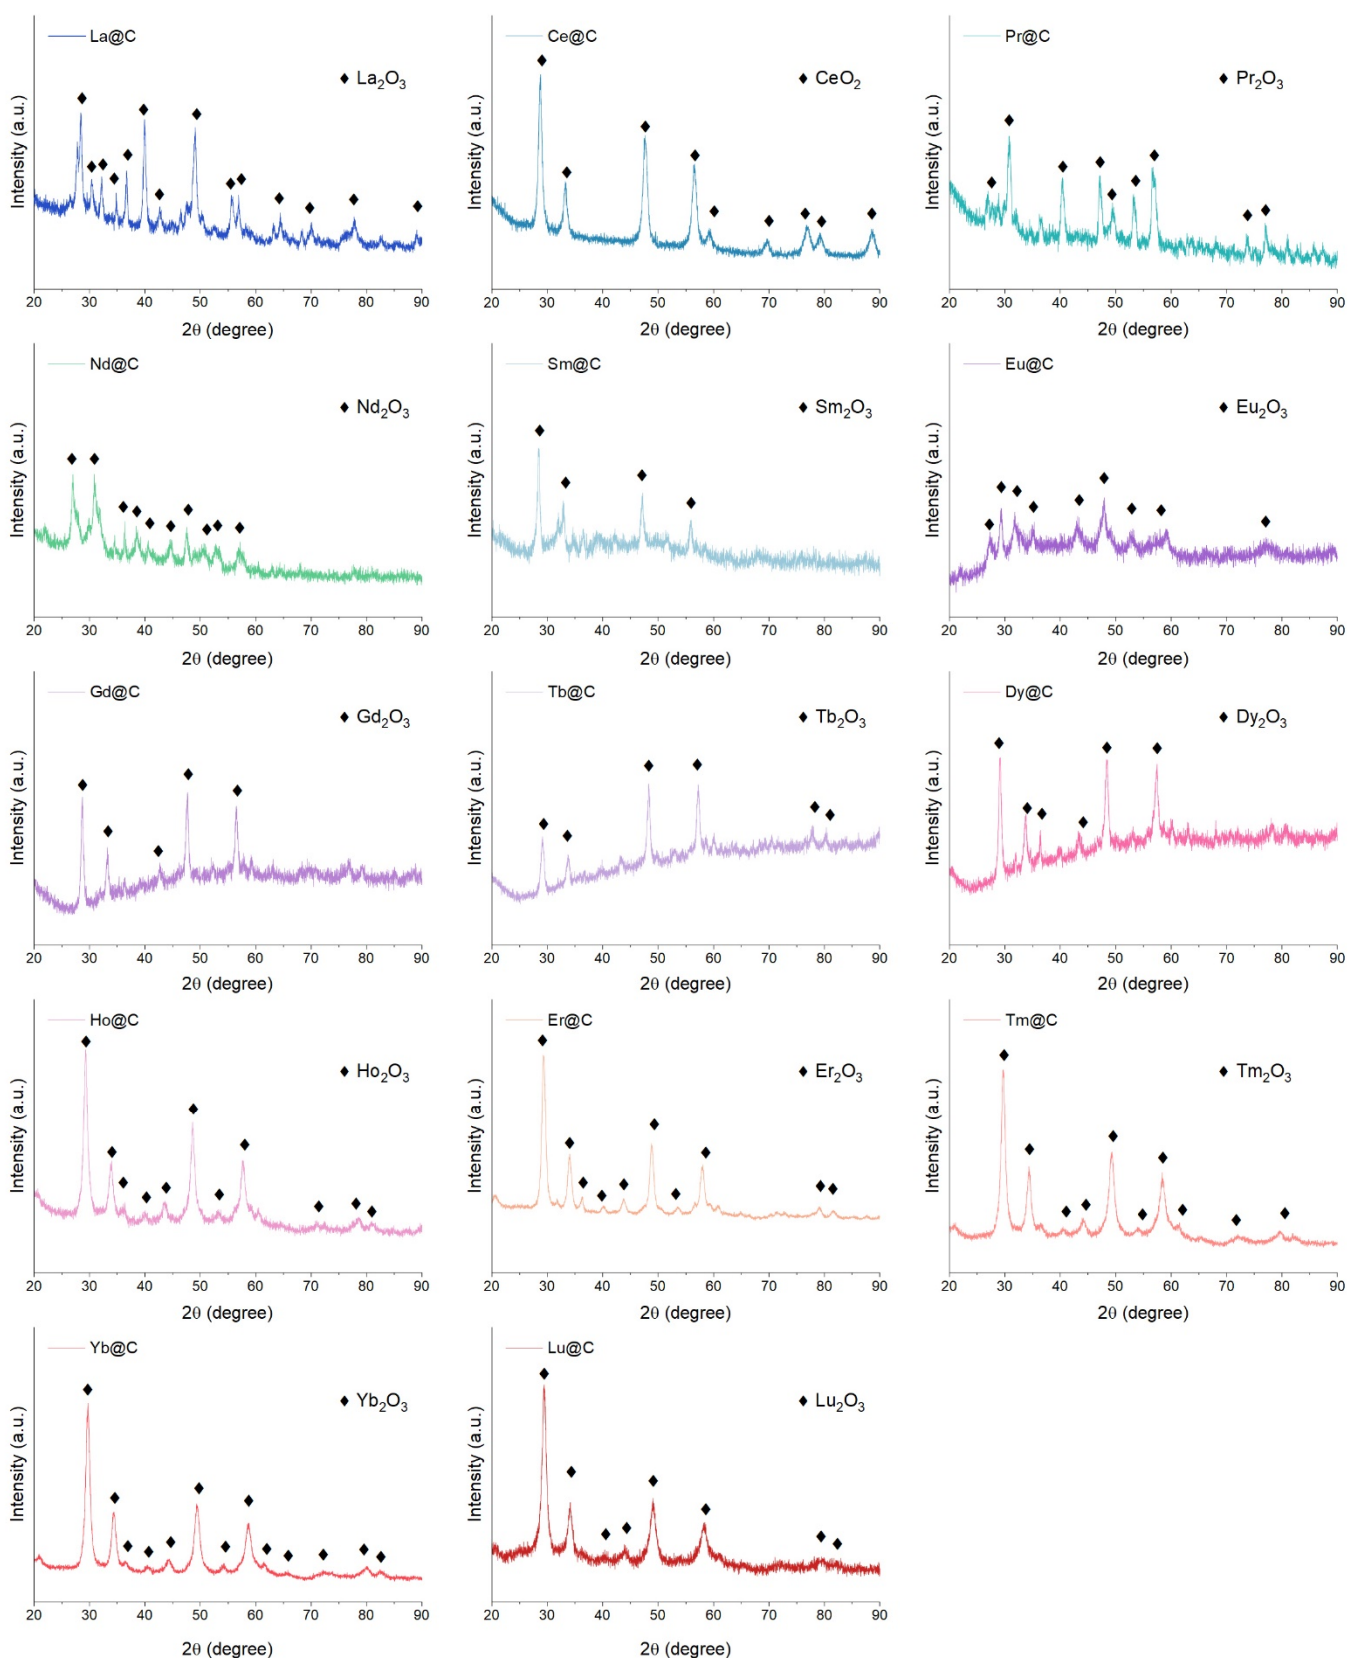 La@C
◆ La₂O₃
Intensity (a.u.)
20 30 40 50 60 70 80 90
2θ (degree)
Ce@C
◆ CeO₂
Intensity (a.u.)
20 30 40 50 60 70 80 90
2θ (degree)
Pr@C
◆ Pr₂O₃
Intensity (a.u.)
20 30 40 50 60 70 80 90
2θ (degree)
Nd@C
◆ Nd₂O₃
Intensity (a.u.)
20 30 40 50 60 70 80 90
2θ (degree)
Sm@C
◆ Sm₂O₃
Intensity (a.u.)
20 30 40 50 60 70 80 90
2θ (degree)
Eu@C
◆ Eu₂O₃
Intensity (a.u.)
20 30 40 50 60 70 80 90
2θ (degree)
Gd@C
◆ Gd₂O₃
Intensity (a.u.)
20 30 40 50 60 70 80 90
2θ (degree)
Tb@C
◆ Tb₂O₃
Intensity (a.u.)
20 30 40 50 60 70 80 90
2θ (degree)
Dy@C
◆ Dy₂O₃
Intensity (a.u.)
20 30 40 50 60 70 80 90
2θ (degree)
Ho@C
◆ Ho₂O₃
Intensity (a.u.)
20 30 40 50 60 70 80 90
2θ (degree)
Er@C
◆ Er₂O₃
Intensity (a.u.)
20 30 40 50 60 70 80 90
2θ (degree)
Tm@C
◆ Tm₂O₃
Intensity (a.u.)
20 30 40 50 60 70 80 90
2θ (degree)
Yb@C
◆ Yb₂O₃
Intensity (a.u.)
20 30 40 50 60 70 80 90
2θ (degree)
Lu@C
◆ Lu₂O₃
Intensity (a.u.)
20 30 40 50 60 70 80 90
2θ (degree)